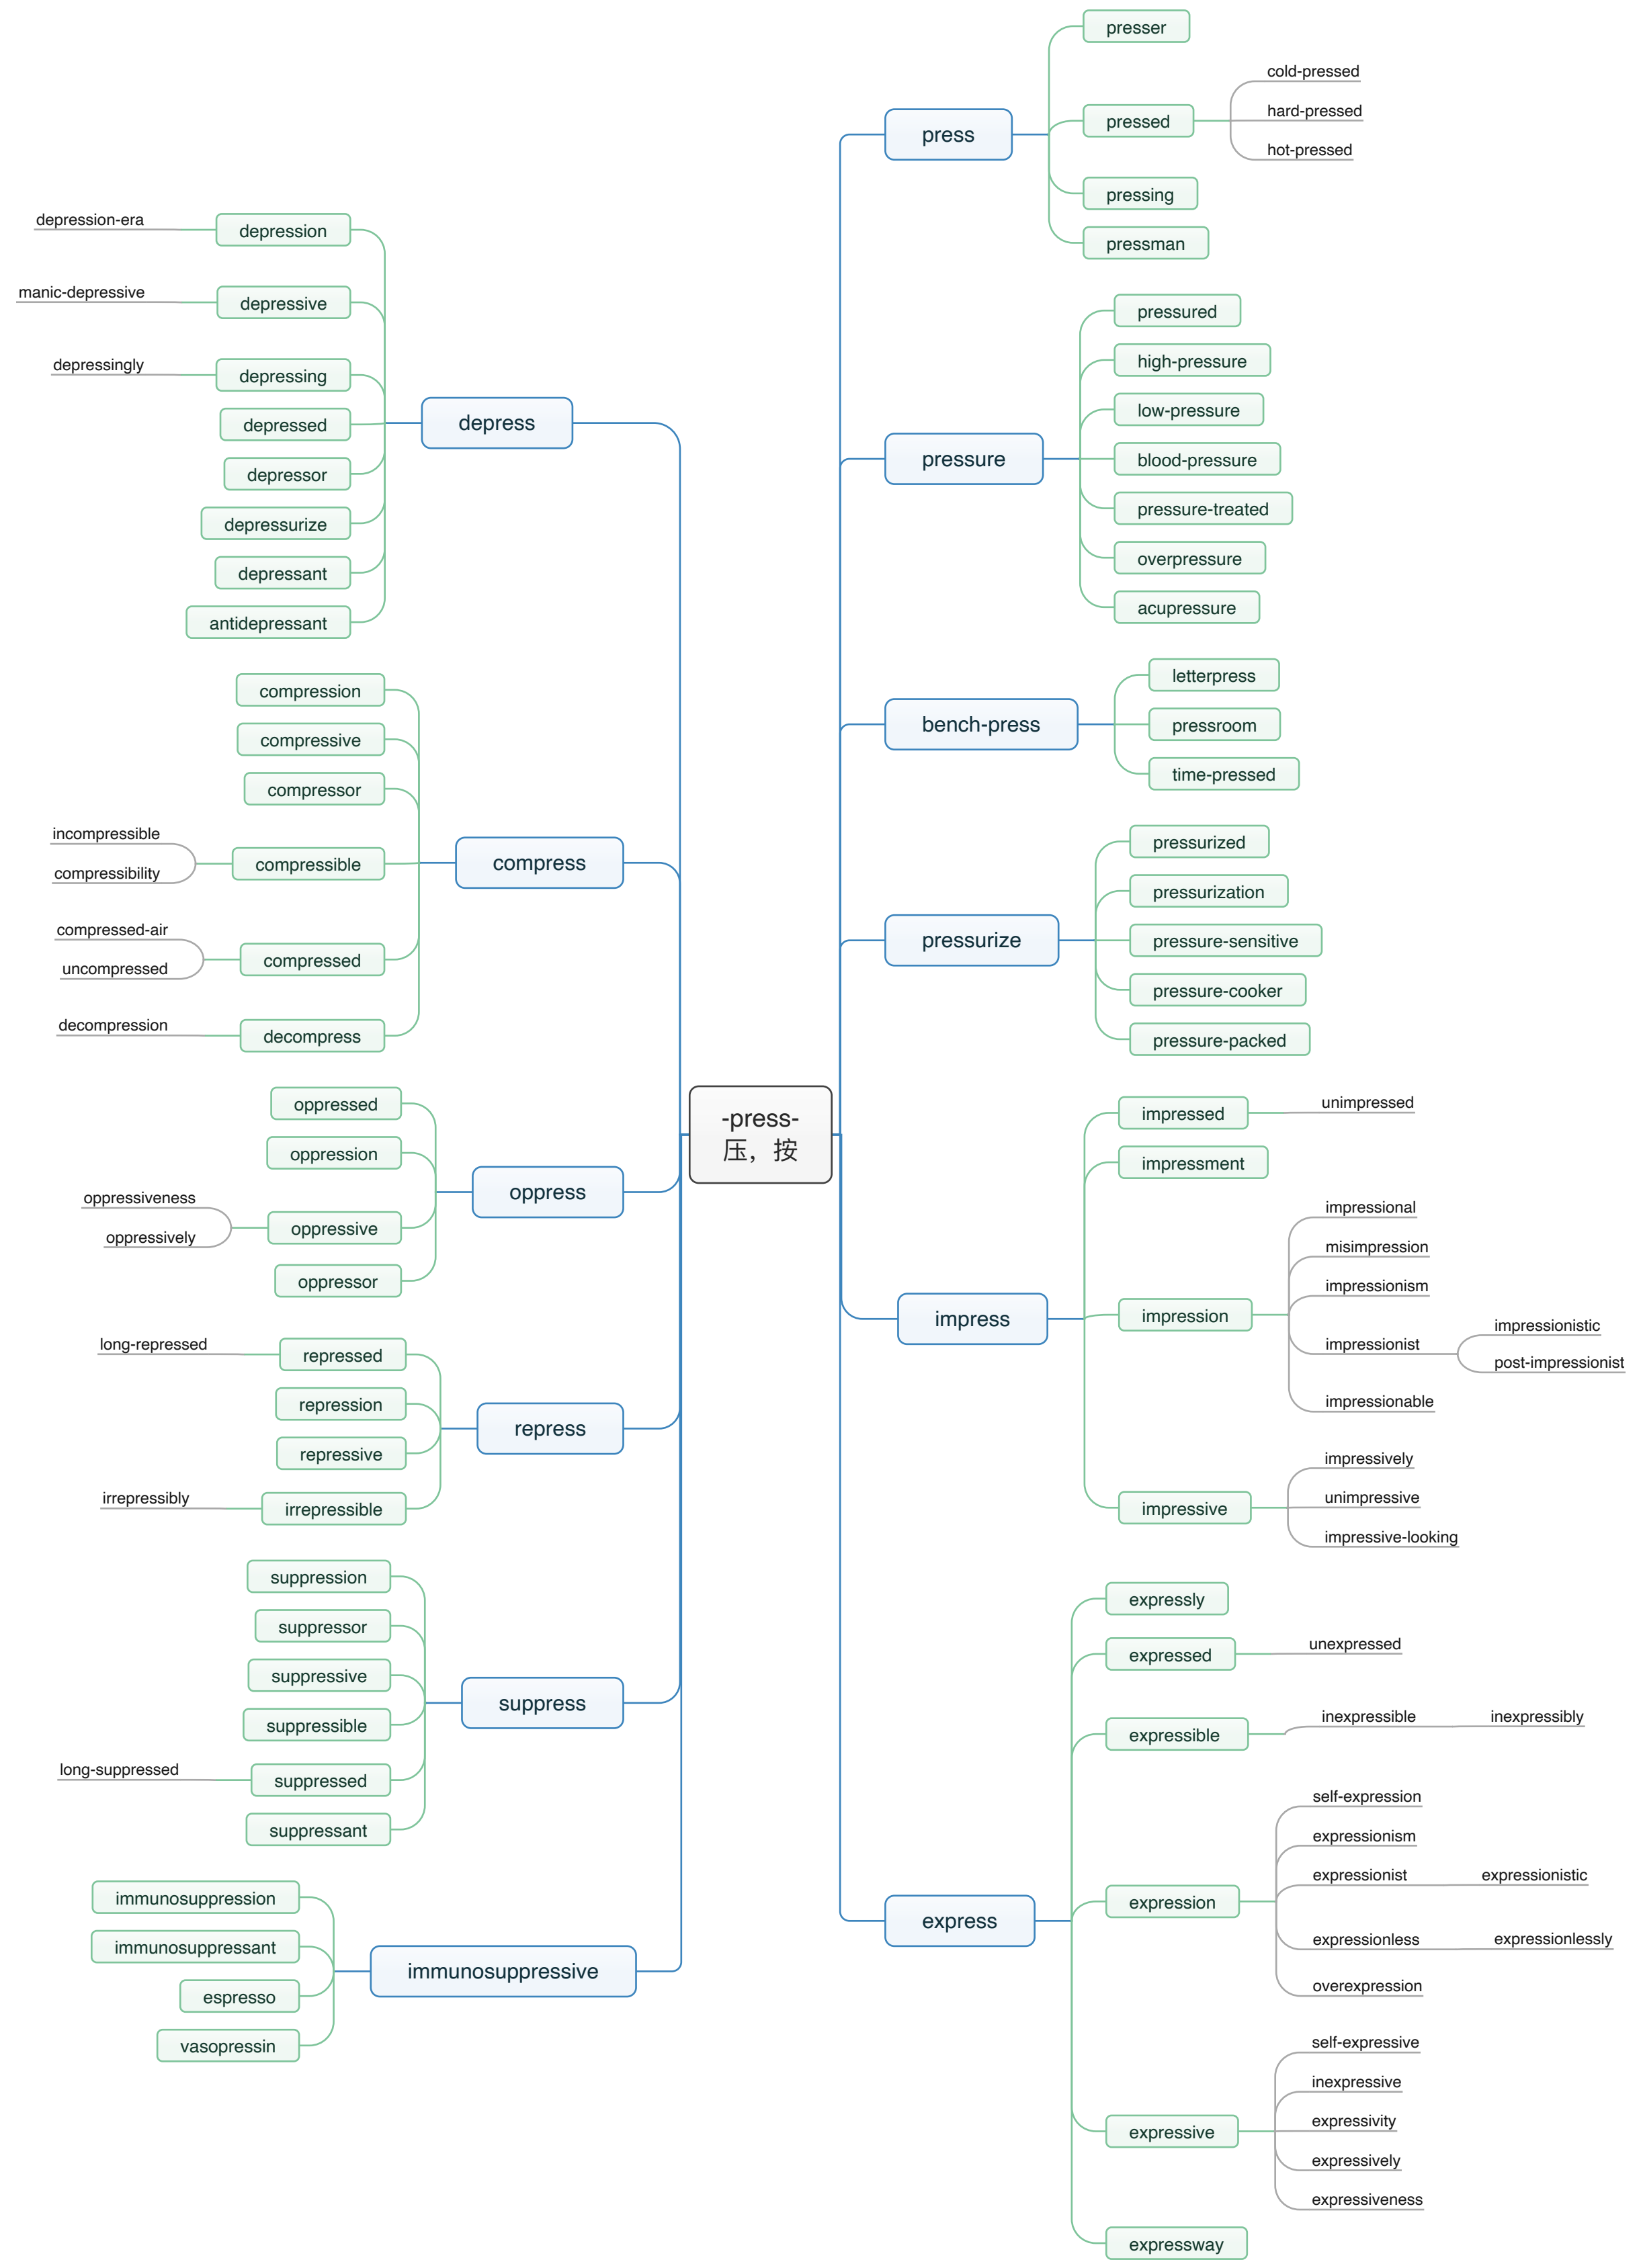 -press-
压，按
press
presser
pressed
cold-pressed
hard-pressed
hot-pressed
pressing
pressman
pressure
pressured
high-pressure
low-pressure
blood-pressure
pressure-treated
overpressure
acupressure
bench-press
letterpress
pressroom
time-pressed
pressurize
pressurized
pressurization
pressure-sensitive
pressure-cooker
pressure-packed
impress
impressed
unimpressed
impressment
impression
impressional
misimpression
impressionism
impressionist
impressionistic
post-impressionist
impressionable
impressive
impressively
unimpressive
impressive-looking
express
expressly
expressed
unexpressed
expressible
inexpressible
inexpressibly
expression
self-expression
expressionism
expressionist
expressionistic
expressionless
expressionlessly
overexpression
expressive
self-expressive
inexpressive
expressivity
expressively
expressiveness
expressway
depress
depression
depression-era
depressive
manic-depressive
depressing
depressingly
depressed
depressor
depressurize
depressant
antidepressant
compress
compression
compressive
compressor
compressible
incompressible
compressibility
compressed
compressed-air
uncompressed
decompress
decompression
oppress
oppressed
oppression
oppressive
oppressiveness
oppressively
oppressor
repress
repressed
long-repressed
repression
repressive
irrepressible
irrepressibly
suppress
suppression
suppressor
suppressive
suppressible
suppressed
long-suppressed
suppressant
immunosuppressive
immunosuppression
immunosuppressant
espresso
vasopressin